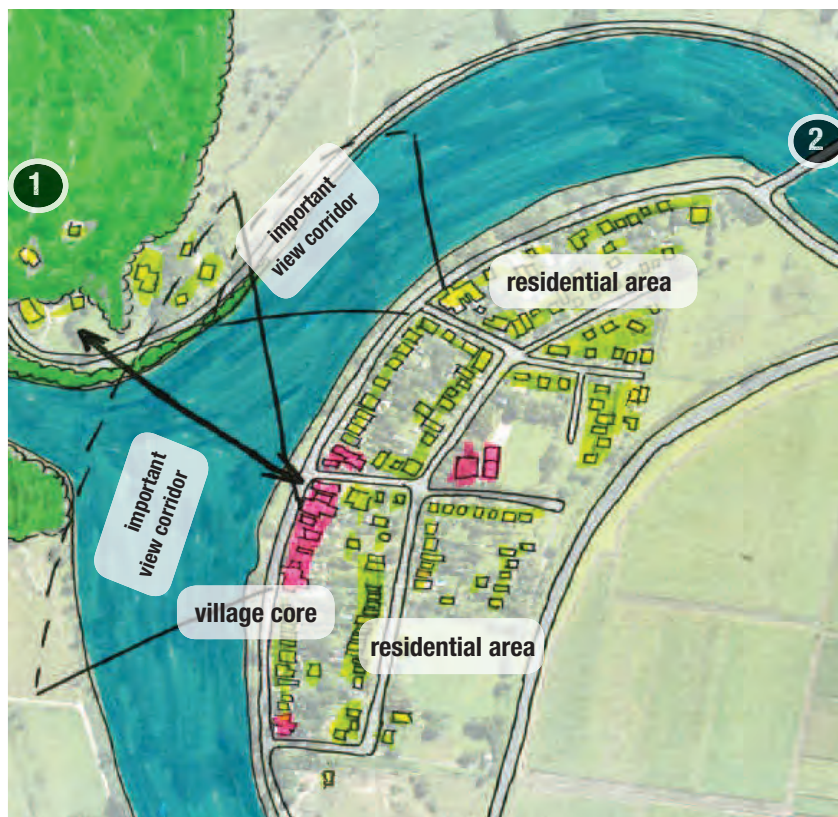 1
2
important
view corridor
residential area
important
view corridor
village core
residential area